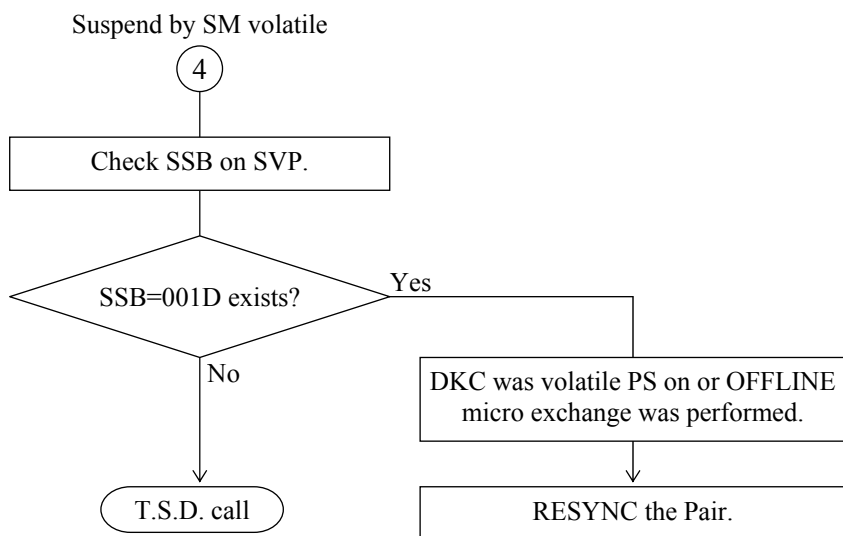 Suspend by SM volatile
4
Check SSB on SVP.
SSB=001D exists?
Yes
No
DKC was volatile PS on or OFFLINE
micro exchange was performed.
T.S.D. call
RESYNC the Pair.